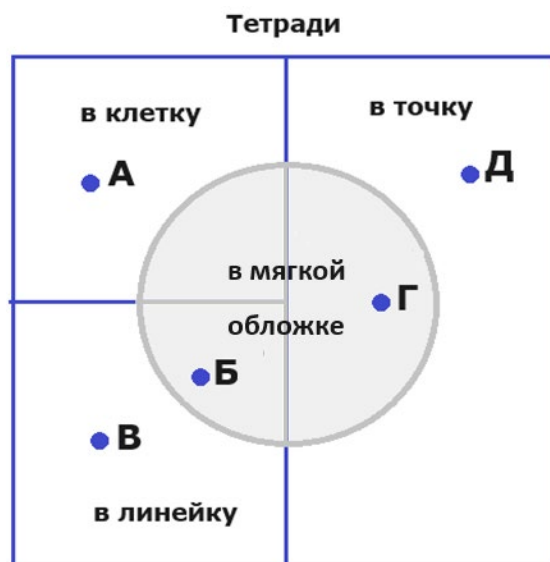 Тетради
в клетку
в точку
А
Д
в мягкой
Г
обложке
Б
В
в линейку